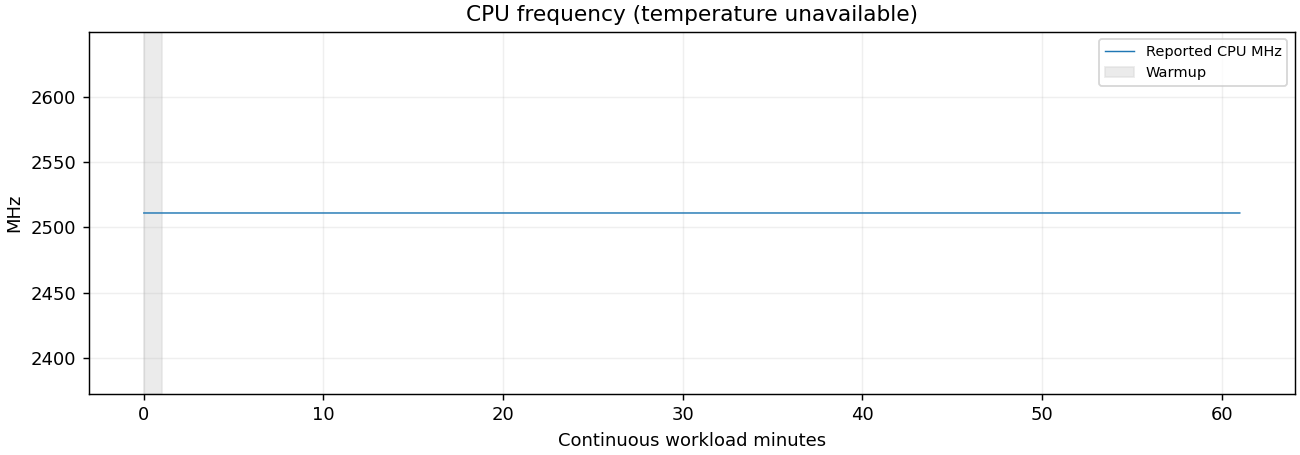 CPU frequency (temperature unavailable)
Reported CPU MHz
Warmup
2600
2550
2500
2450
2400
MHz
0 10 20 30 40 50 60
Continuous workload minutes